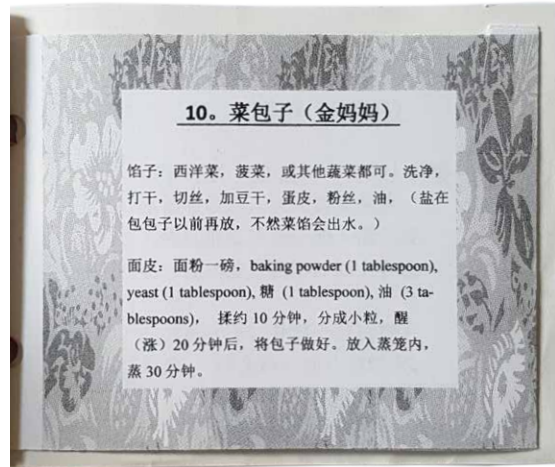 10。菜包子（金妈妈）
馅子：西洋菜，菠菜，或其他蔬菜都可。洗净，
打干，切丝，加豆干，蛋皮，粉丝，油，（盐在
包包子以前再放，不然菜馅会出水。）
面皮：面粉一磅，baking powder (1 tablespoon),
yeast (1 tablespoon), 糖 (1 tablespoon), 油 (3 ta-
blespoons)， 揉约 10 分钟，分成小粒，醒
（涨）20 分钟后，将包子做好。放入蒸笼内，
蒸 30 分钟。